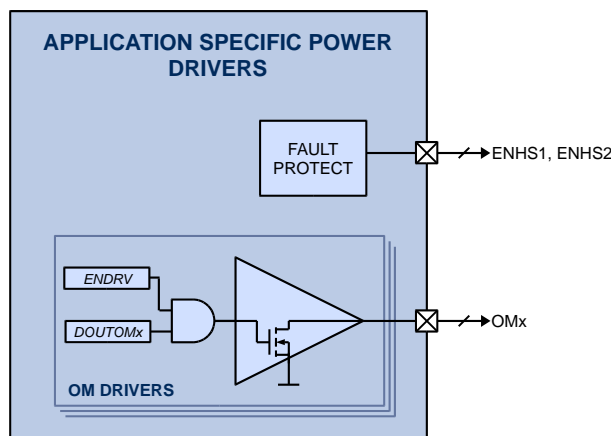 APPLICATION SPECIFIC POWER
DRIVERS
FAULT
PROTECT
ENHS1, ENHS2
ENDRV
DOUTOMx
OMx
OM DRIVERS